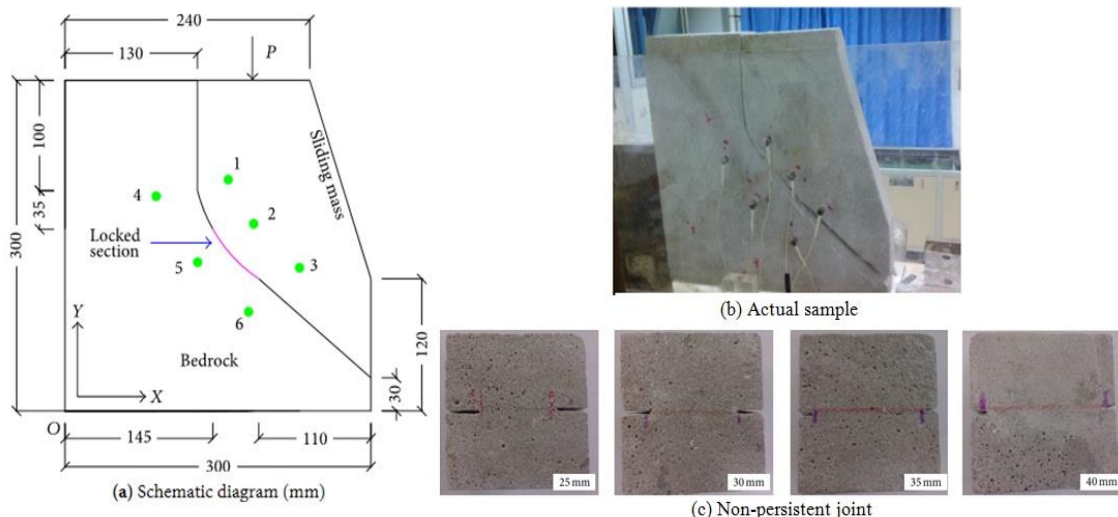 240
130
P
100
35
300
1
4
2
Sliding mass
Locked
section
5
3
6
Y
Bedrock
X
O
120
30
145
110
300
(a) Schematic diagram (mm)
(b) Actual sample
25 mm
30 mm
35 mm
40 mm
(c) Non-persistent joint